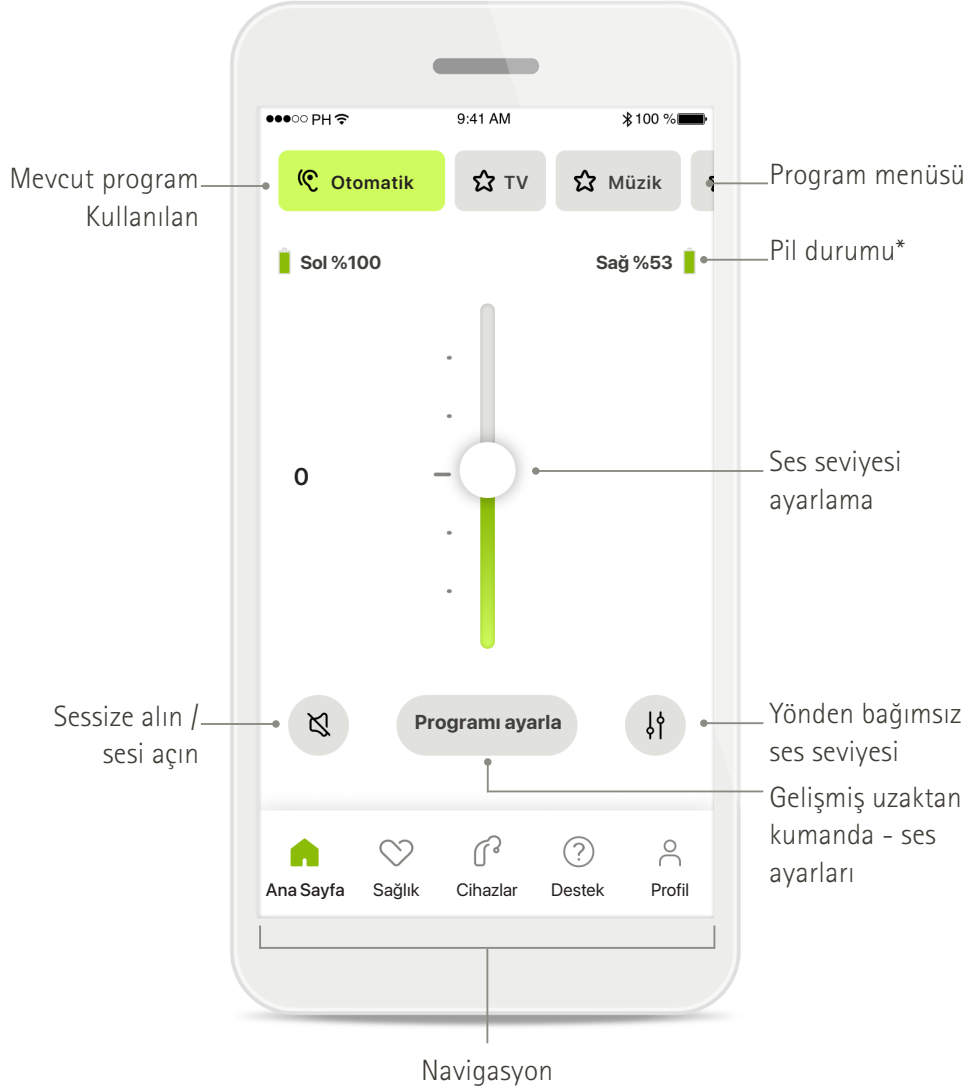 PH 9:41 AM 100 %
Otomatik TV Müzik
Mevcut program
Kullanılan
Program menüsü
Sol %100 Sağ %53
Pil durumu*
0
Ses seviyesi
ayarlama
Sessize alın /
sesi açın
Programı ayarla
Yönden bağımsız
ses seviyesi
Gelişmiş uzaktan
kumanda - ses
ayarları
Ana Sayfa Sağlık Cihazlar Destek Profil
Navigasyon